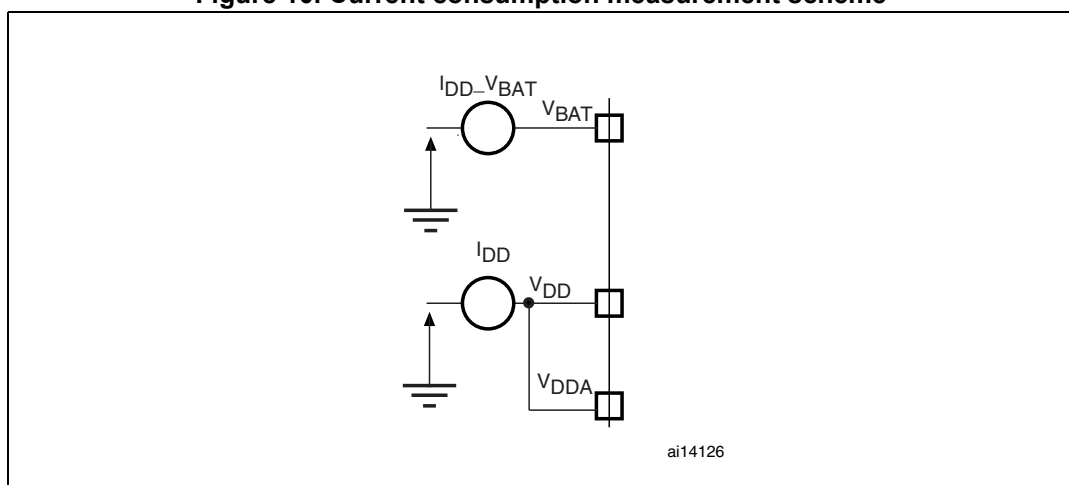 Figure 10. Current consumption measurement scheme
IDD_VBAT
VBAT
IDD
VDD
VDDA
ai14126